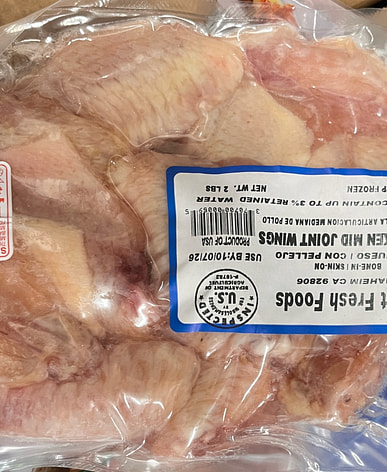 t Fresh Foods
AHEIM CA 92806
BONE-IN | SKIN-ON
UESO | CON PELLEJO
KEN MID JOINT WINGS
LA ARTICULACION MEDIANA DE POLLO
CONTAIN UP TO 3% RETAINED WATER
P FROZEN
NET WT. 2 LBS
INSPECTED
FOR WHOLESOMENESS
BY
U.S.
DEPARTMENT OF
AGRICULTURE
USE BY:10/07/26
PRODUCT OF USA